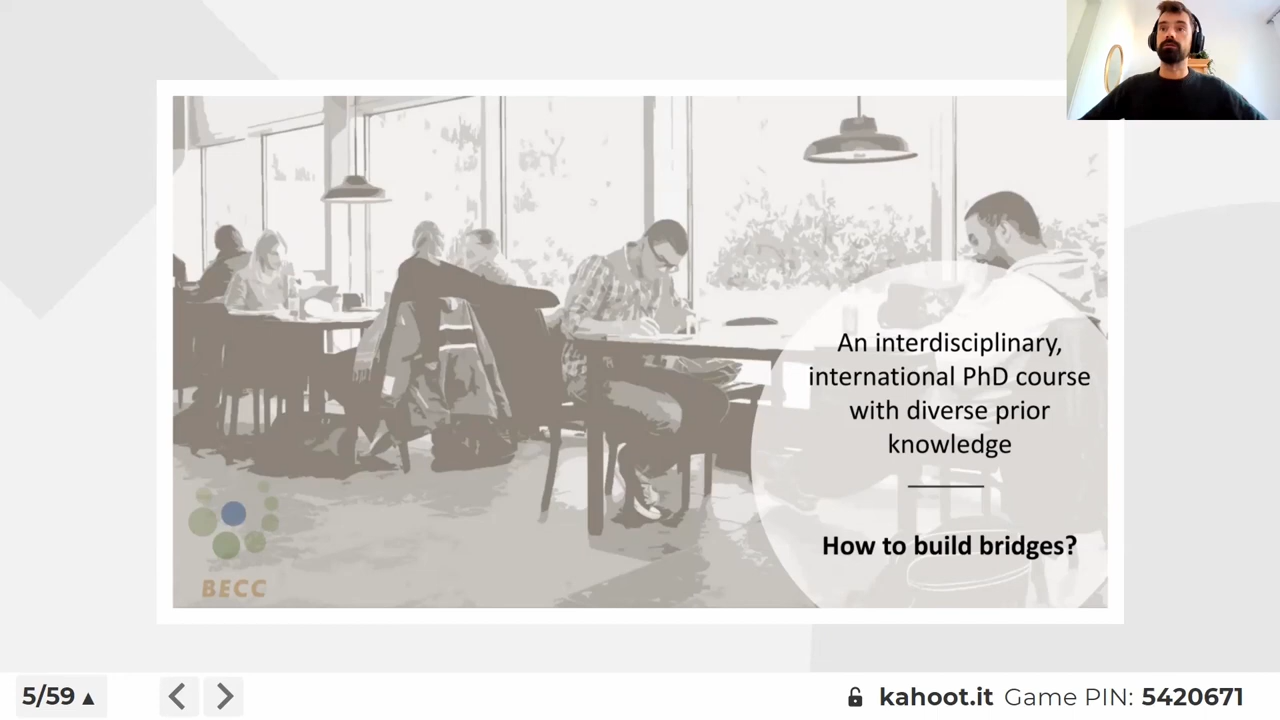 An interdisciplinary,
international PhD course
with diverse prior
knowledge
How to build bridges?
BECC
5/59 ▲
kahoot.it Game PIN: 5420671